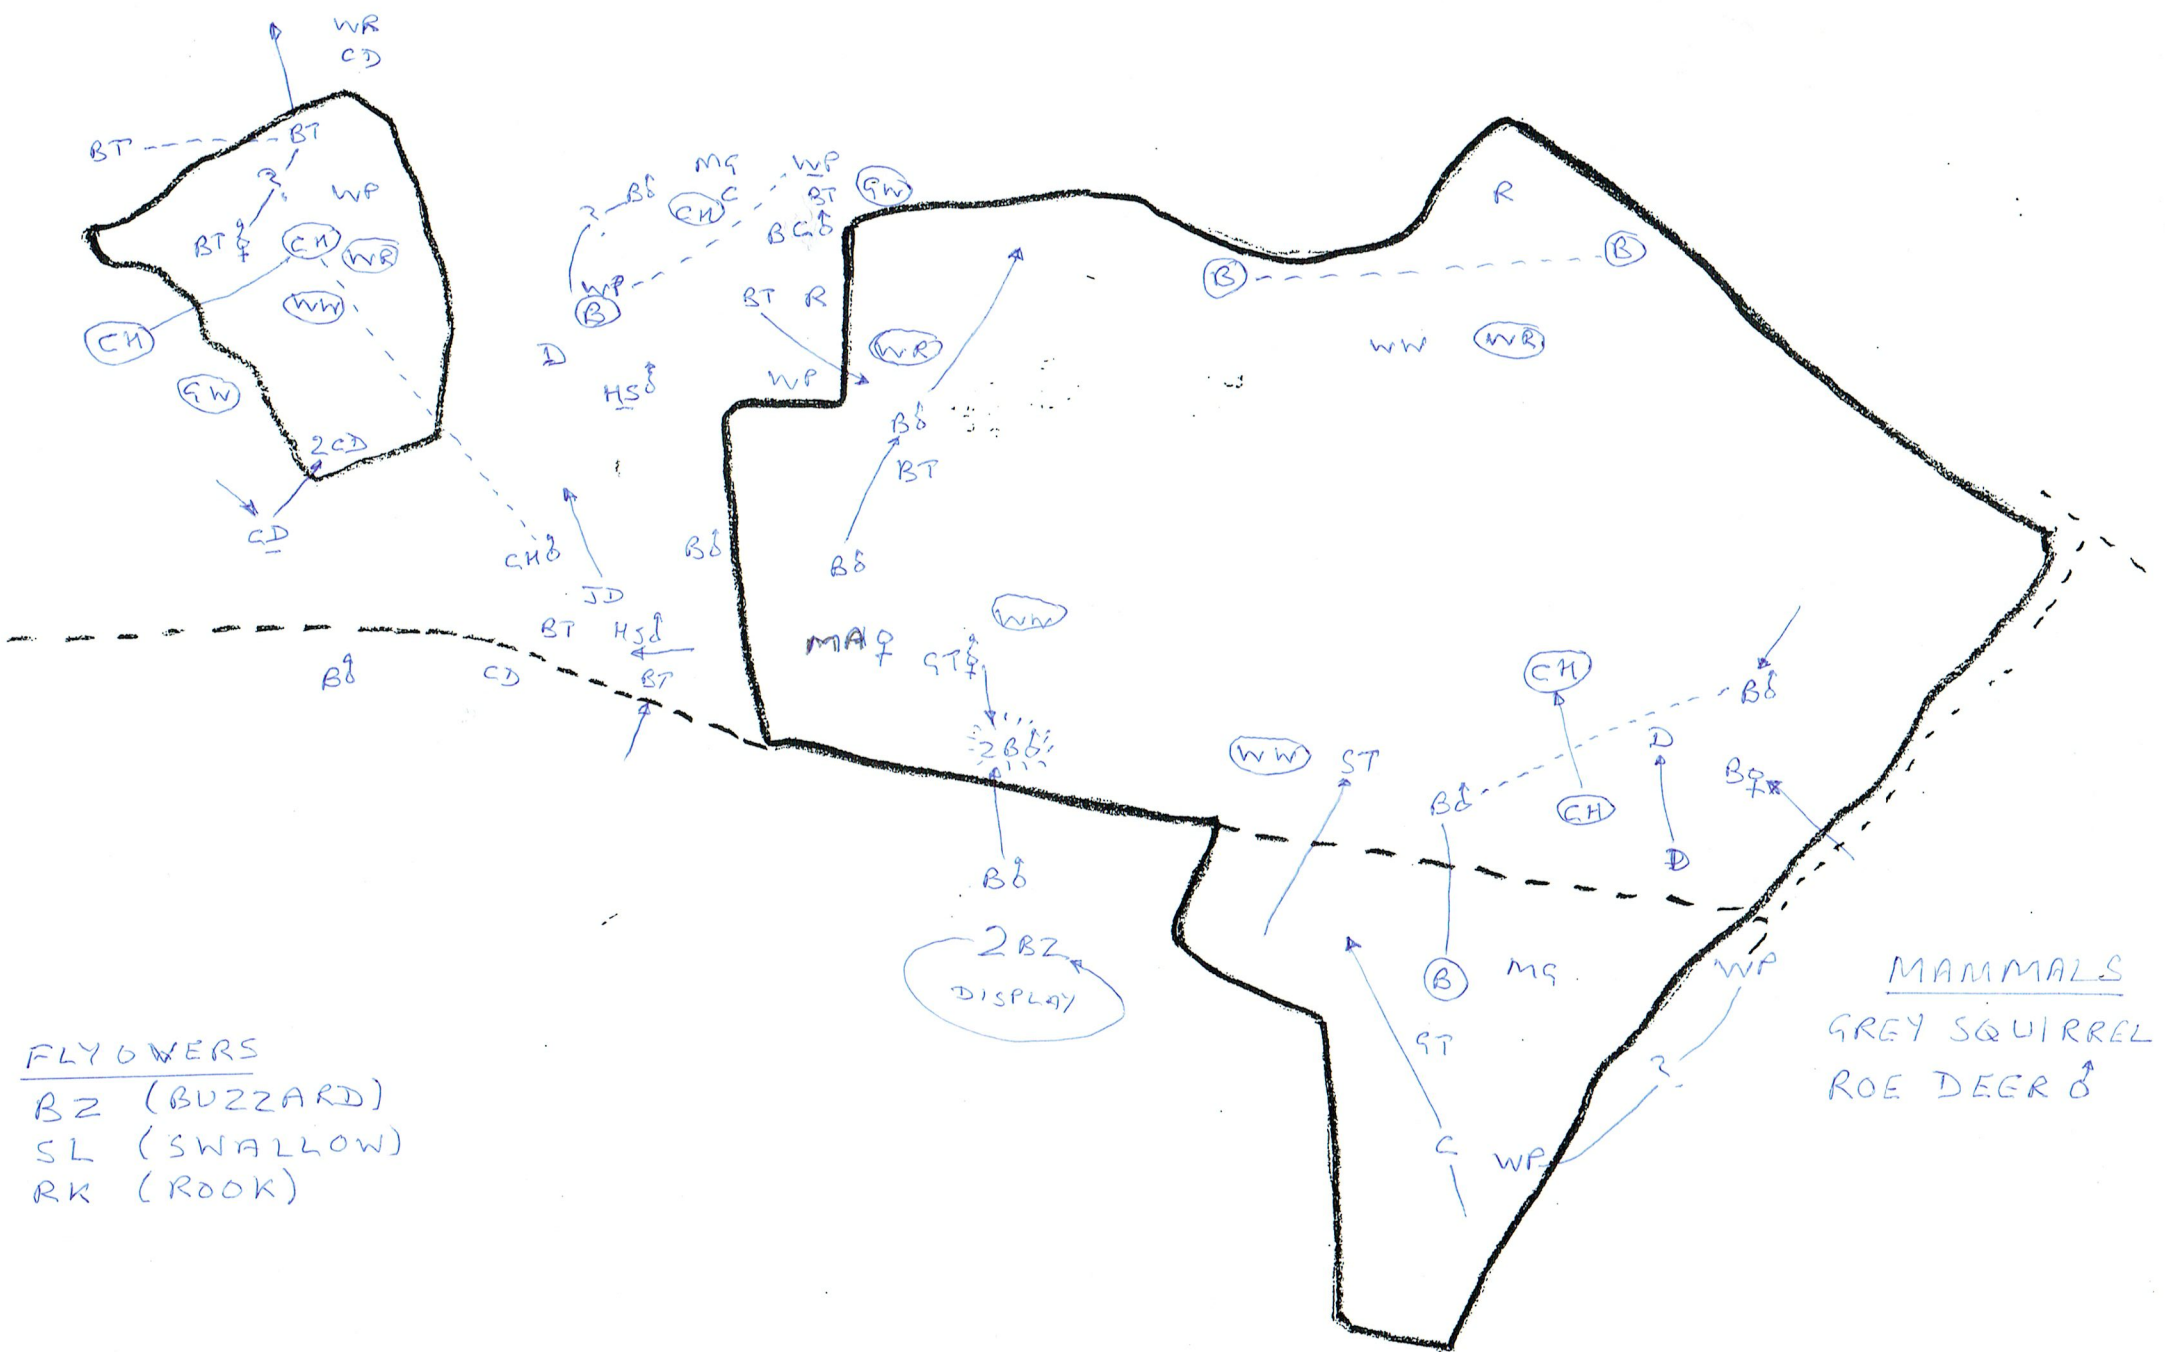 WR
CD
BT
BT
WP
BT♂♀
CH
WR
WW
CH
GW
2CD
CD
CH♂
?
?
B♂
MG
C
CH
WP
BT
BG♂
GW
WP
B
BT R
D
HS♂
WP
WR
B♂
BT
B♂
B♂
JD
BT
HS♂
BT
B♂
CD
R
B
B
WW
WR
MA♀
GT♂♀
WW
2B♂
B♂
2BZ
DISPLAY
WW
ST
CH
B♂
D
B♀
B♂
CH
D
B
MG
WP
GT
?
C
WP
FLYOVERS
BZ (BUZZARD)
SL (SWALLOW)
RK (ROOK)
MAMMALS
GREY SQUIRREL
ROE DEER ♂